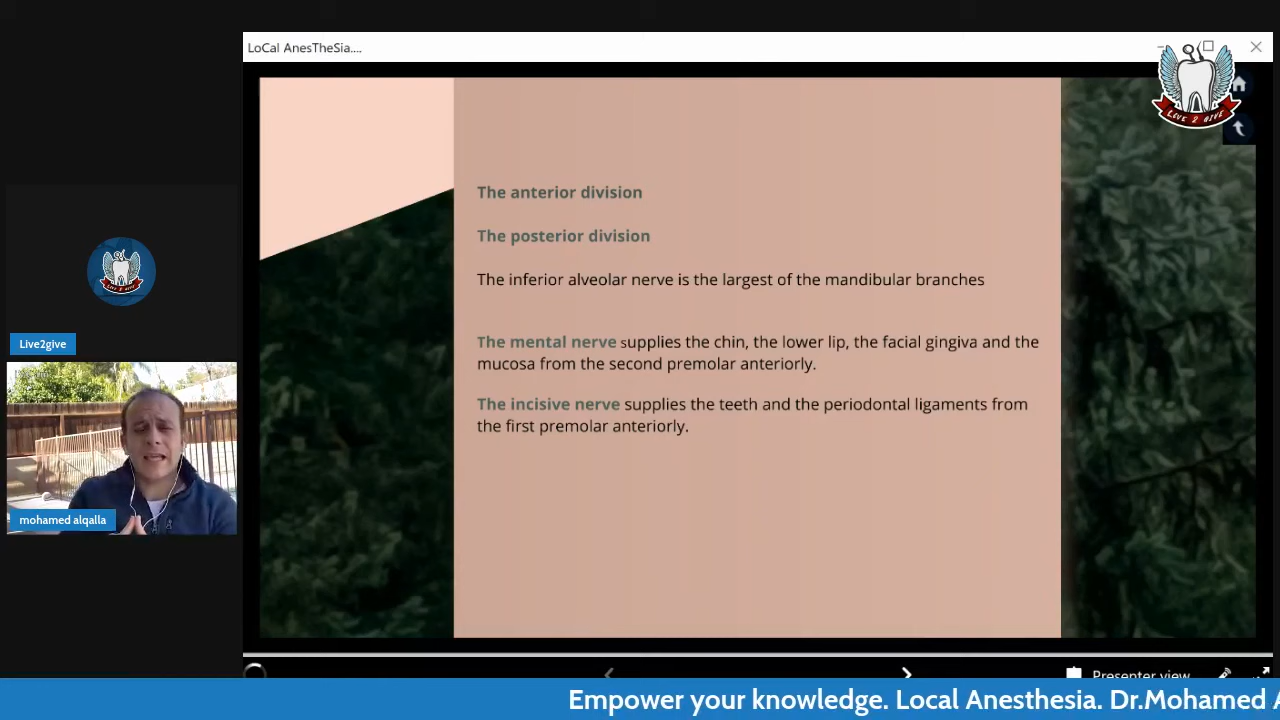 LoCal AnesTheSia....
LIVE 2 GIVE
The anterior division
The posterior division
The inferior alveolar nerve is the largest of the mandibular branches
The mental nerve supplies the chin, the lower lip, the facial gingiva and the
mucosa from the second premolar anteriorly.
The incisive nerve supplies the teeth and the periodontal ligaments from
the first premolar anteriorly.
Live2give
mohamed alqalla
Presenter view
Empower your knowledge. Local Anesthesia. Dr.Mohamed A